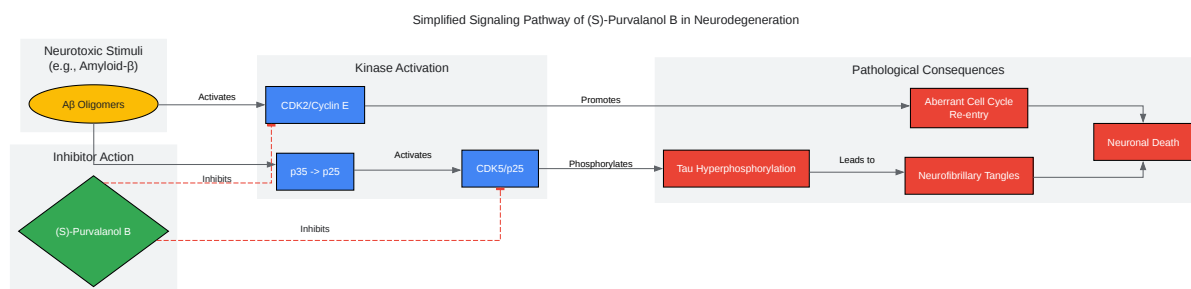 Simplified Signaling Pathway of (S)-Purvalanol B in Neurodegeneration
Neurotoxic Stimuli
(e.g., Amyloid-β)
Aβ Oligomers
Activates
Kinase Activation
CDK2/Cyclin E
Promotes
Pathological Consequences
Aberrant Cell Cycle
Re-entry
Neuronal Death
Inhibitor Action
Inhibits
p35 -> p25
Activates
CDK5/p25
Phosphorylates
Tau Hyperphosphorylation
Leads to
Neurofibrillary Tangles
(S)-Purvalanol B
Inhibits